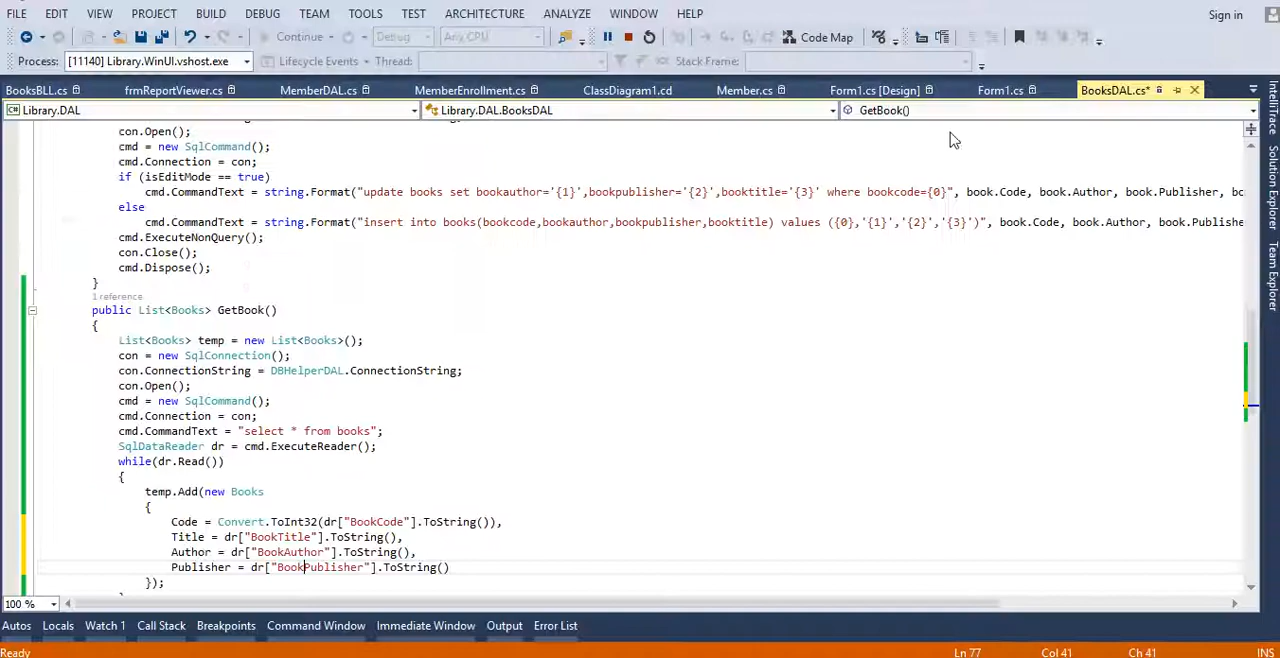 FILE EDIT VIEW PROJECT BUILD DEBUG TEAM TOOLS TEST ARCHITECTURE ANALYZE WINDOW HELP Sign in
Continue Debug Any CPU Code Map
Process: [11140] Library.WinUI.vshost.exe Lifecycle Events Thread: Stack Frame:
BooksBLL.cs frmReportViewer.cs MemberDAL.cs MemberEnrollment.cs ClassDiagram1.cd Member.cs Form1.cs [Design] Form1.cs BooksDAL.cs*
Library.DAL Library.DAL.BooksDAL GetBook()
con.Open();
cmd = new SqlCommand();
cmd.Connection = con;
if (isEditMode == true)
cmd.CommandText = string.Format("update books set bookauthor='{1}',bookpublisher='{2}',booktitle='{3}' where bookcode={0}", book.Code, book.Author, book.Publisher, bo
else
cmd.CommandText = string.Format("insert into books(bookcode,bookauthor,bookpublisher,booktitle) values ({0},'{1}','{2}','{3}')", book.Code, book.Author, book.Publishe
cmd.ExecuteNonQuery();
con.Close();
cmd.Dispose();
}
1 reference
public List<Books> GetBook()
{
List<Books> temp = new List<Books>();
con = new SqlConnection();
con.ConnectionString = DBHelperDAL.ConnectionString;
con.Open();
cmd = new SqlCommand();
cmd.Connection = con;
cmd.CommandText = "select * from books";
SqlDataReader dr = cmd.ExecuteReader();
while(dr.Read())
{
temp.Add(new Books
{
Code = Convert.ToInt32(dr["BookCode"].ToString()),
Title = dr["BookTitle"].ToString(),
Author = dr["BookAuthor"].ToString(),
Publisher = dr["BookPublisher"].ToString()
});
100 %
Autos Locals Watch 1 Call Stack Breakpoints Command Window Immediate Window Output Error List
Ready Ln 77 Col 41 Ch 41 INS
IntelliTrace
Solution Explorer
Team Explorer